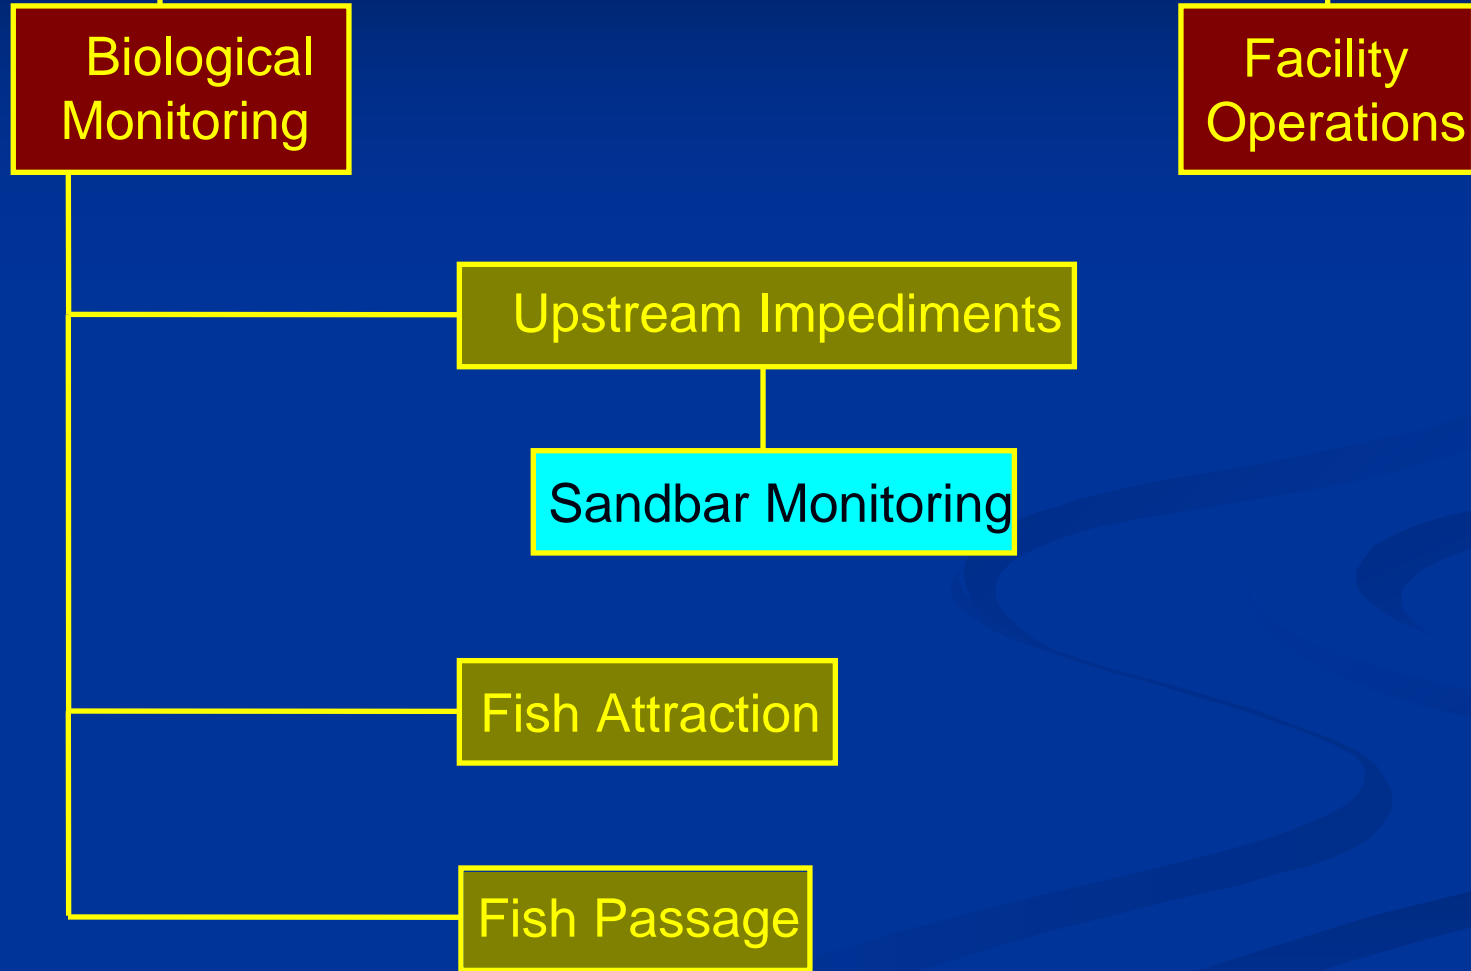 Biological
Monitoring
Facility
Operations
Upstream Impediments
Sandbar Monitoring
Fish Attraction
Fish Passage